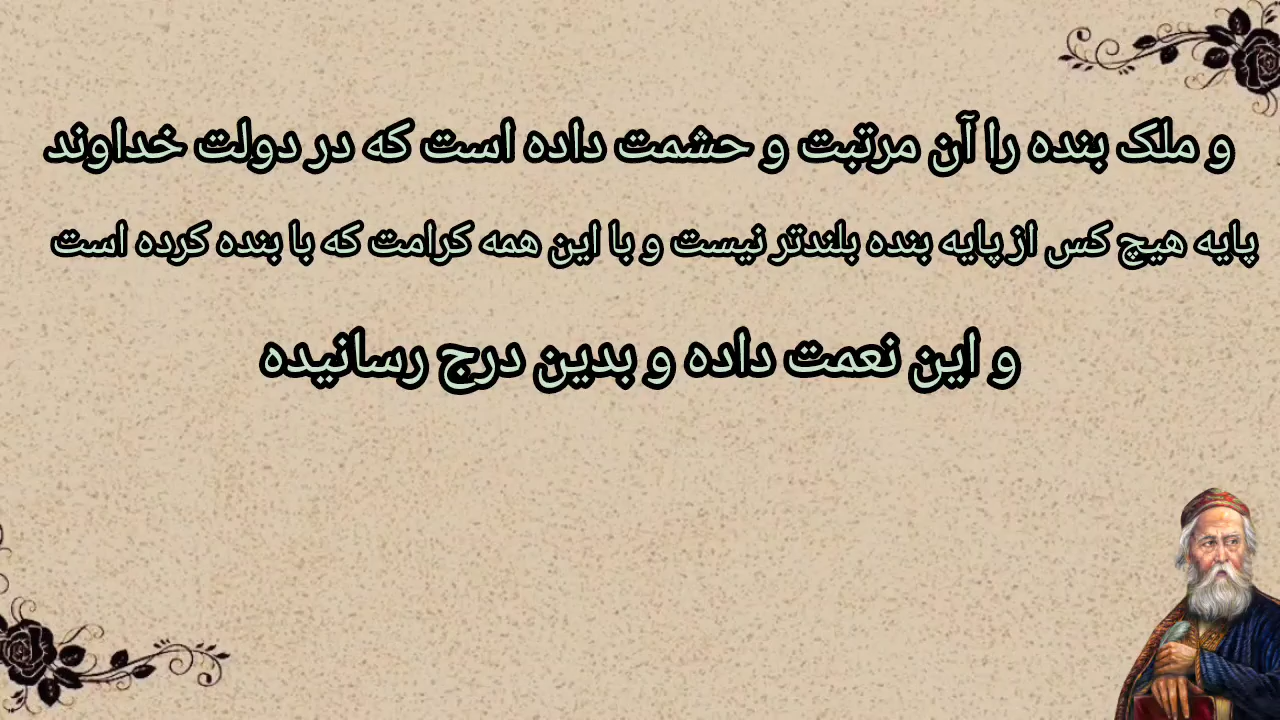 و ملک بنده را آن مرتبت و حشمت داده است که در دولت خداوند
پایه هیچ کس از پایه بنده بلندتر نیست و با این همه کرامت که با بنده کرده است
و این نعمت داده و بدین درج رسانیده